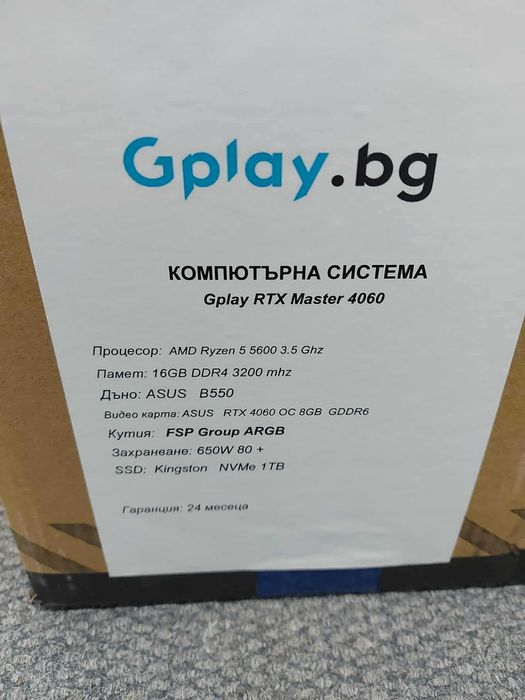 Gplay.bg
КОМПЮТЪРНА СИСТЕМА
Gplay RTX Master 4060
Процесор: AMD Ryzen 5 5600 3.5 Ghz
Памет: 16GB DDR4 3200 mhz
Дъно: ASUS B550
Видео карта: ASUS RTX 4060 OC 8GB GDDR6
Кутия: FSP Group ARGB
Захранване: 650W 80 +
SSD: Kingston NVMe 1TB
Гаранция: 24 месеца